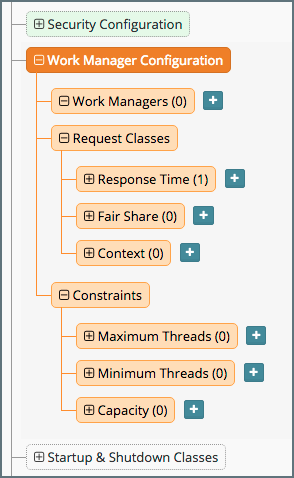 Security Configuration
Work Manager Configuration
Work Managers (0)
Request Classes
Response Time (1)
Fair Share (0)
Context (0)
Constraints
Maximum Threads (0)
Minimum Threads (0)
Capacity (0)
Startup & Shutdown Classes